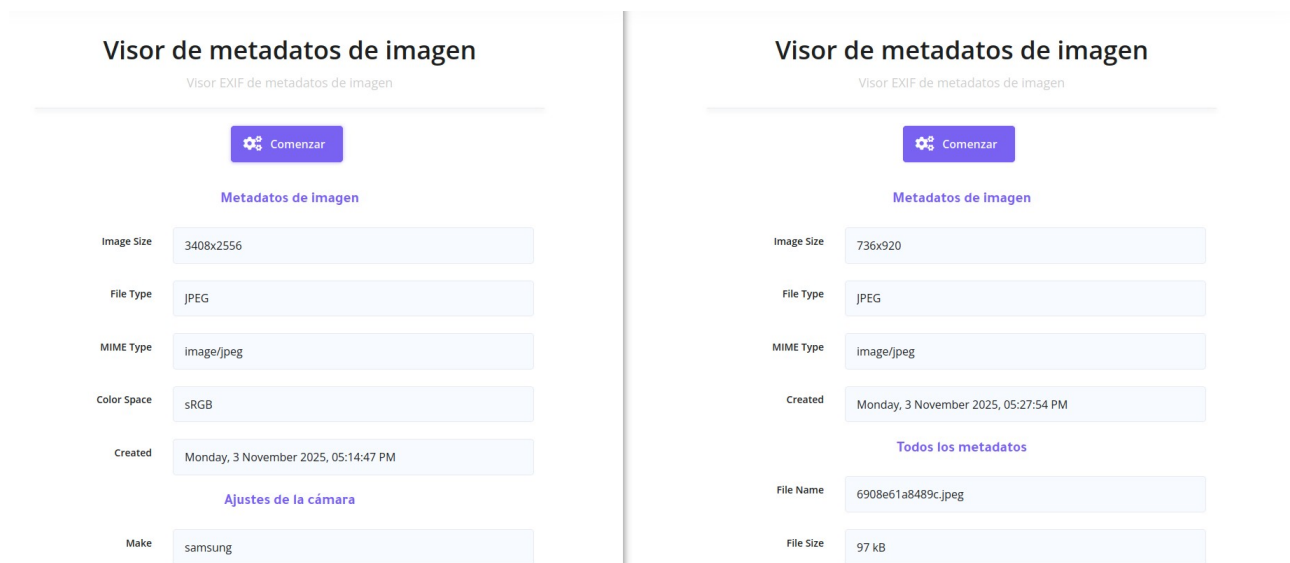 Visor de metadatos de imagen
Visor EXIF de metadatos de imagen
Comenzar
Metadatos de imagen
Image Size
3408x2556
File Type
JPEG
MIME Type
image/jpeg
Color Space
sRGB
Created
Monday, 3 November 2025, 05:14:47 PM
Ajustes de la cámara
Make
samsung
Visor de metadatos de imagen
Visor EXIF de metadatos de imagen
Comenzar
Metadatos de imagen
Image Size
736x920
File Type
JPEG
MIME Type
image/jpeg
Created
Monday, 3 November 2025, 05:27:54 PM
Todos los metadatos
File Name
6908e61a8489c.jpeg
File Size
97 kB